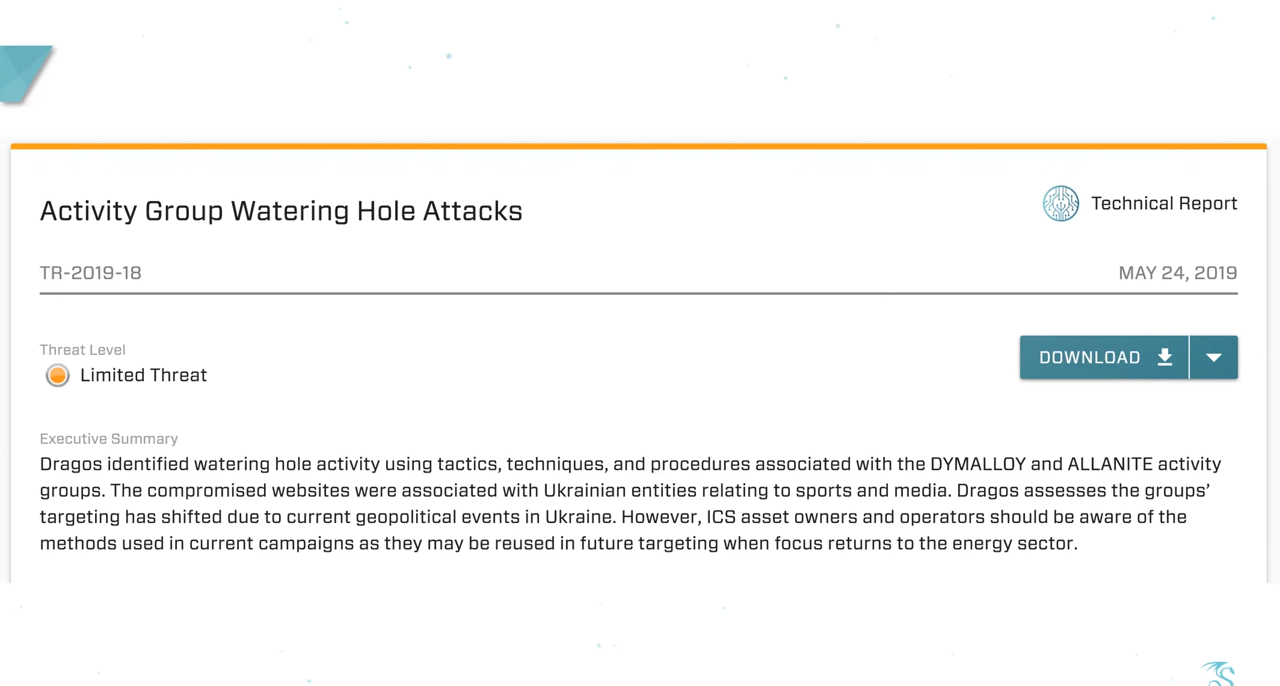 Activity Group Watering Hole Attacks
Technical Report
TR-2019-18
MAY 24, 2019
Threat Level
Limited Threat
DOWNLOAD
Executive Summary
Dragos identified watering hole activity using tactics, techniques, and procedures associated with the DYMALLOY and ALLANITE activity
groups. The compromised websites were associated with Ukrainian entities relating to sports and media. Dragos assesses the groups’
targeting has shifted due to current geopolitical events in Ukraine. However, ICS asset owners and operators should be aware of the
methods used in current campaigns as they may be reused in future targeting when focus returns to the energy sector.